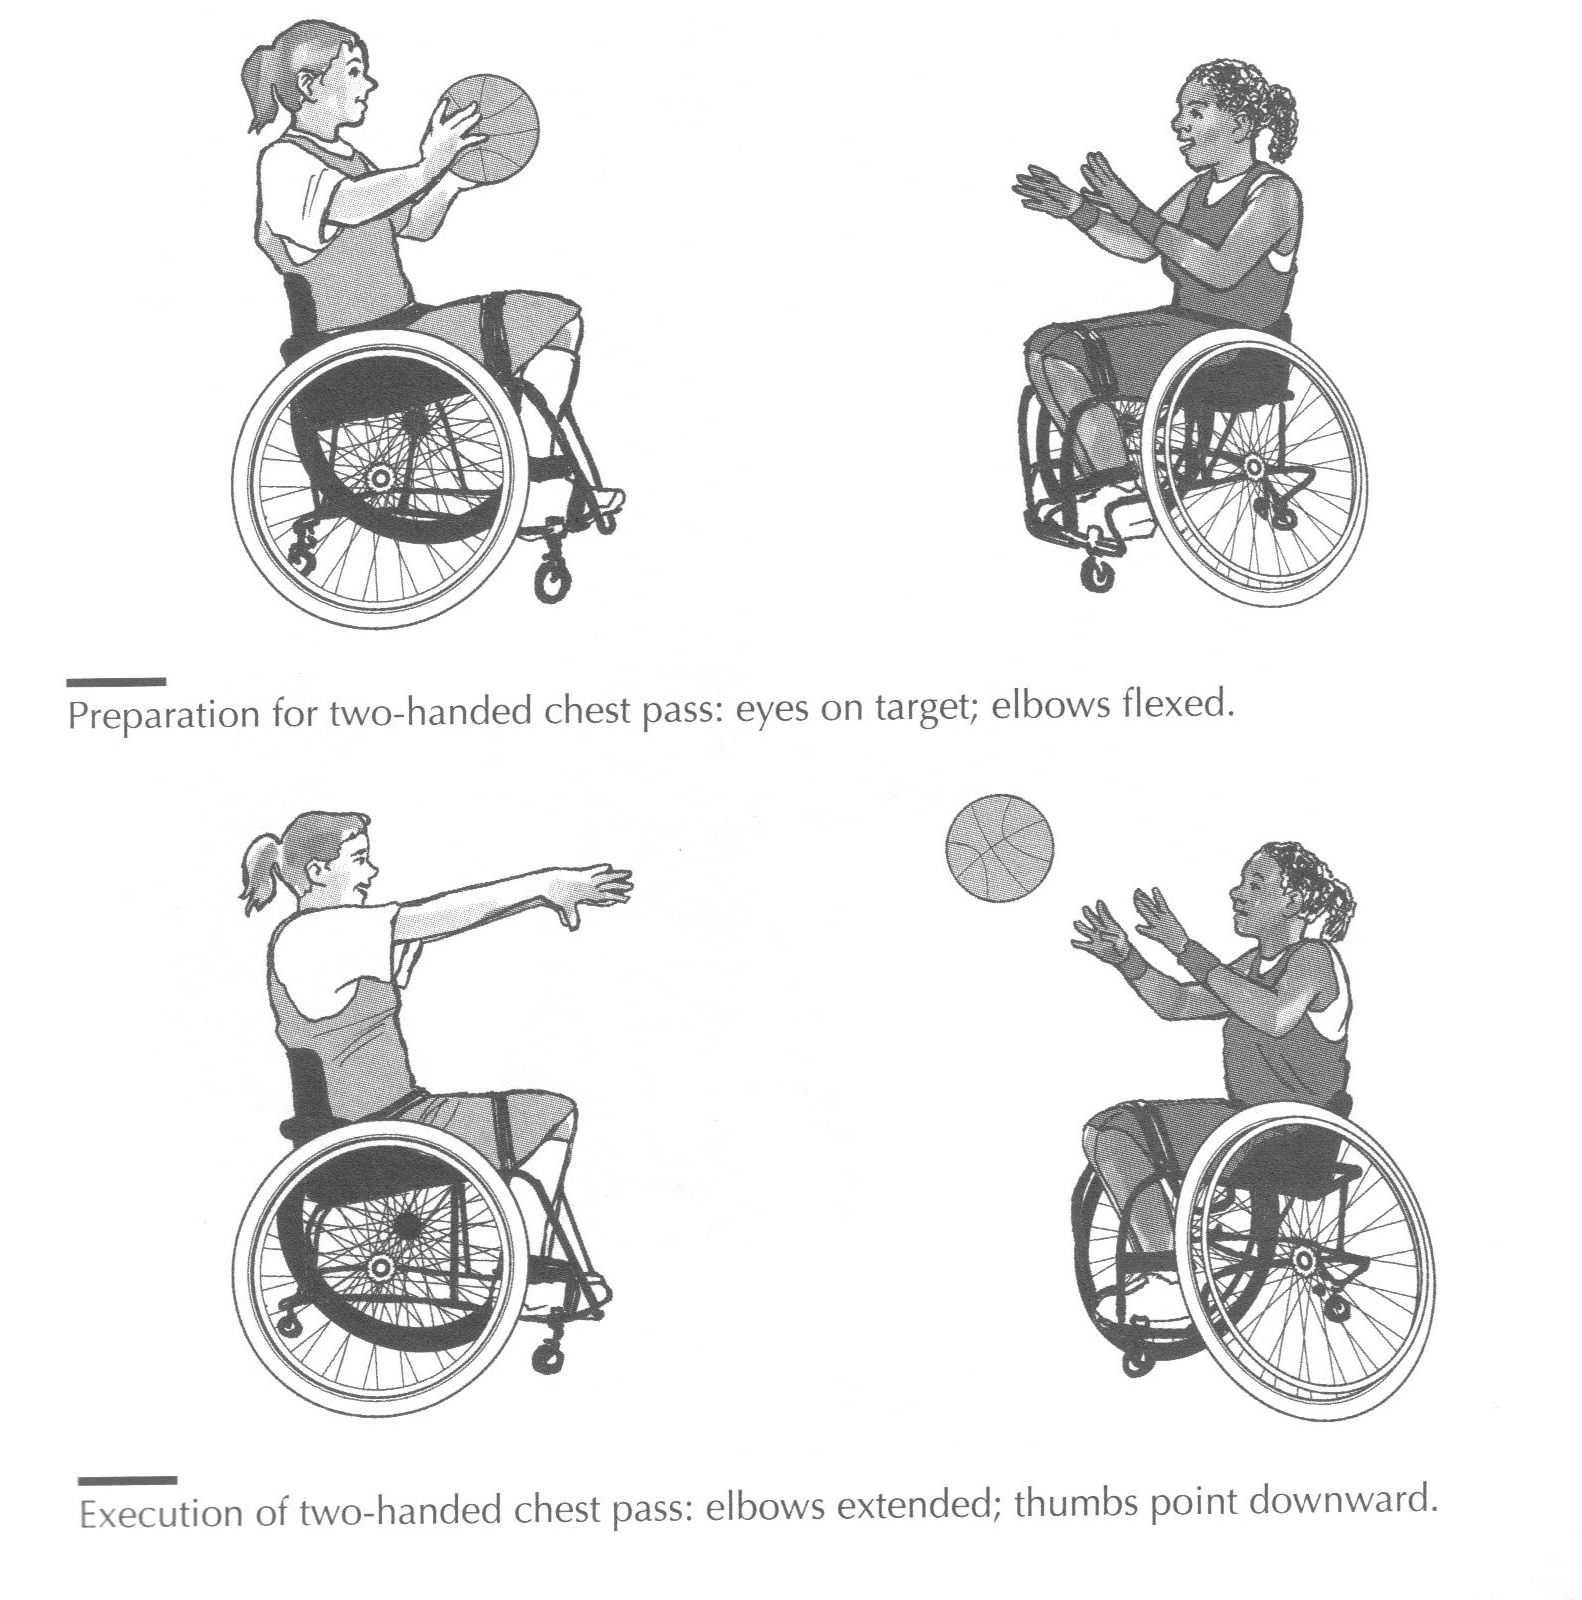 Preparation for two-handed chest pass: eyes on target; elbows flexed.
Execution of two-handed chest pass: elbows extended; thumbs point downward.